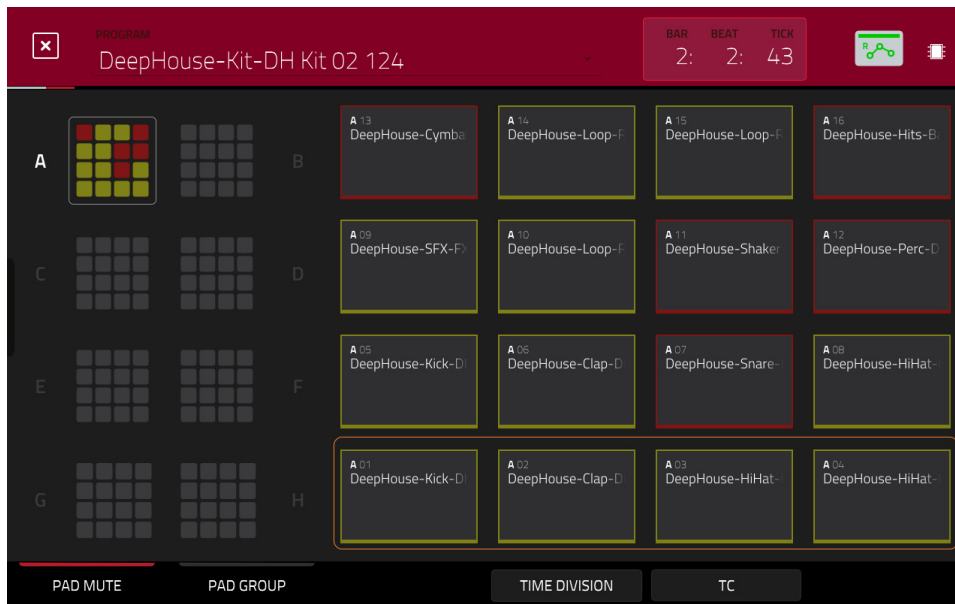 PROGRAM
DeepHouse-Kit-DH Kit 02 124
BAR BEAT TICK
2: 2: 43
R
A
B
C
D
E
F
G
H
A 13
DeepHouse-Cymba
A 14
DeepHouse-Loop-
A 15
DeepHouse-Loop-
A 16
DeepHouse-Hits-
A 09
DeepHouse-SFX-F
A 10
DeepHouse-Loop-
A 11
DeepHouse-Shaker
A 12
DeepHouse-Perc-D
A 05
DeepHouse-Kick-D
A 06
DeepHouse-Clap-D
A 07
DeepHouse-Snare-
A 08
DeepHouse-HiHat-
A 01
DeepHouse-Kick-D
A 02
DeepHouse-Clap-D
A 03
DeepHouse-HiHat-
A 04
DeepHouse-HiHat-
PAD MUTE
PAD GROUP
TIME DIVISION
TC